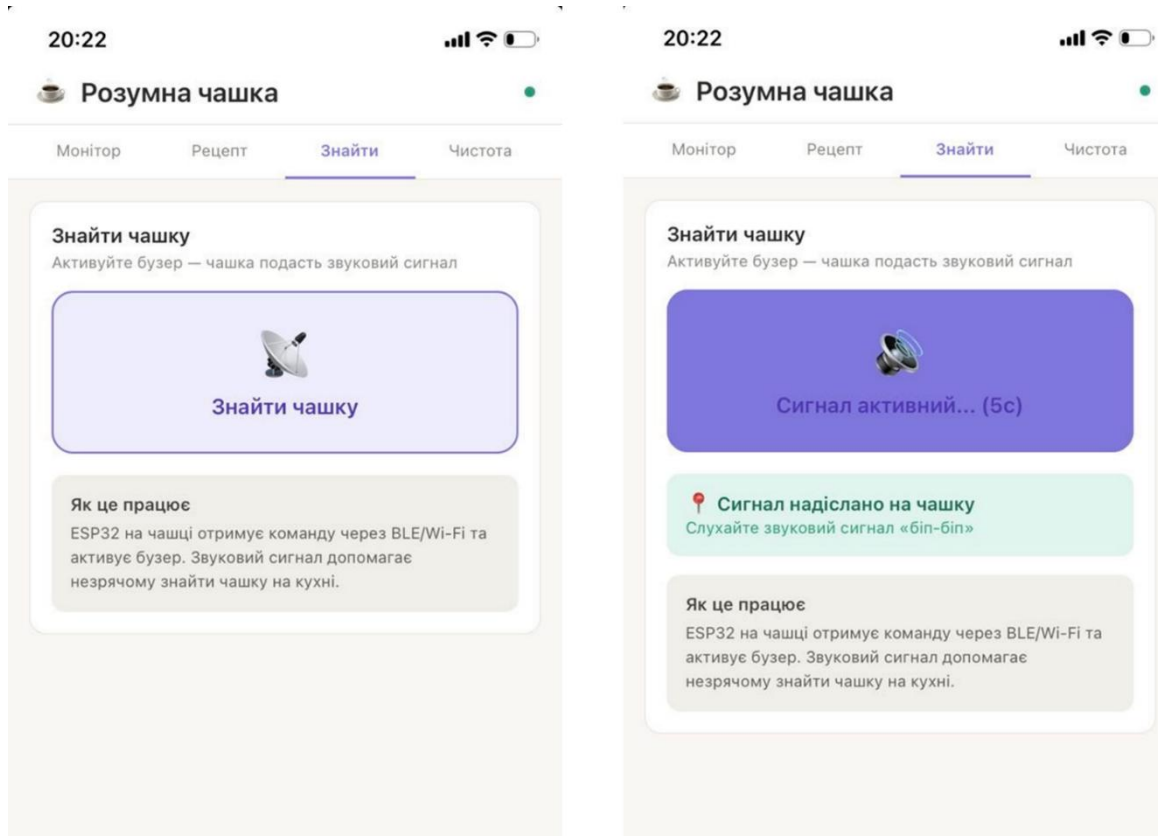 20:22
Розумна чашка
Монітор Рецепт Знайти Чистота
Знайти чашку
Активуйте бузер — чашка подасть звуковий сигнал
Знайти чашку
Як це працює
ESP32 на чашці отримує команду через BLE/Wi-Fi та
активує бузер. Звуковий сигнал допомагає
незрячому знайти чашку на кухні.
20:22
Розумна чашка
Монітор Рецепт Знайти Чистота
Знайти чашку
Активуйте бузер — чашка подасть звуковий сигнал
Сигнал активний... (5с)
Сигнал надіслано на чашку
Слухайте звуковий сигнал «біп-біп»
Як це працює
ESP32 на чашці отримує команду через BLE/Wi-Fi та
активує бузер. Звуковий сигнал допомагає
незрячому знайти чашку на кухні.